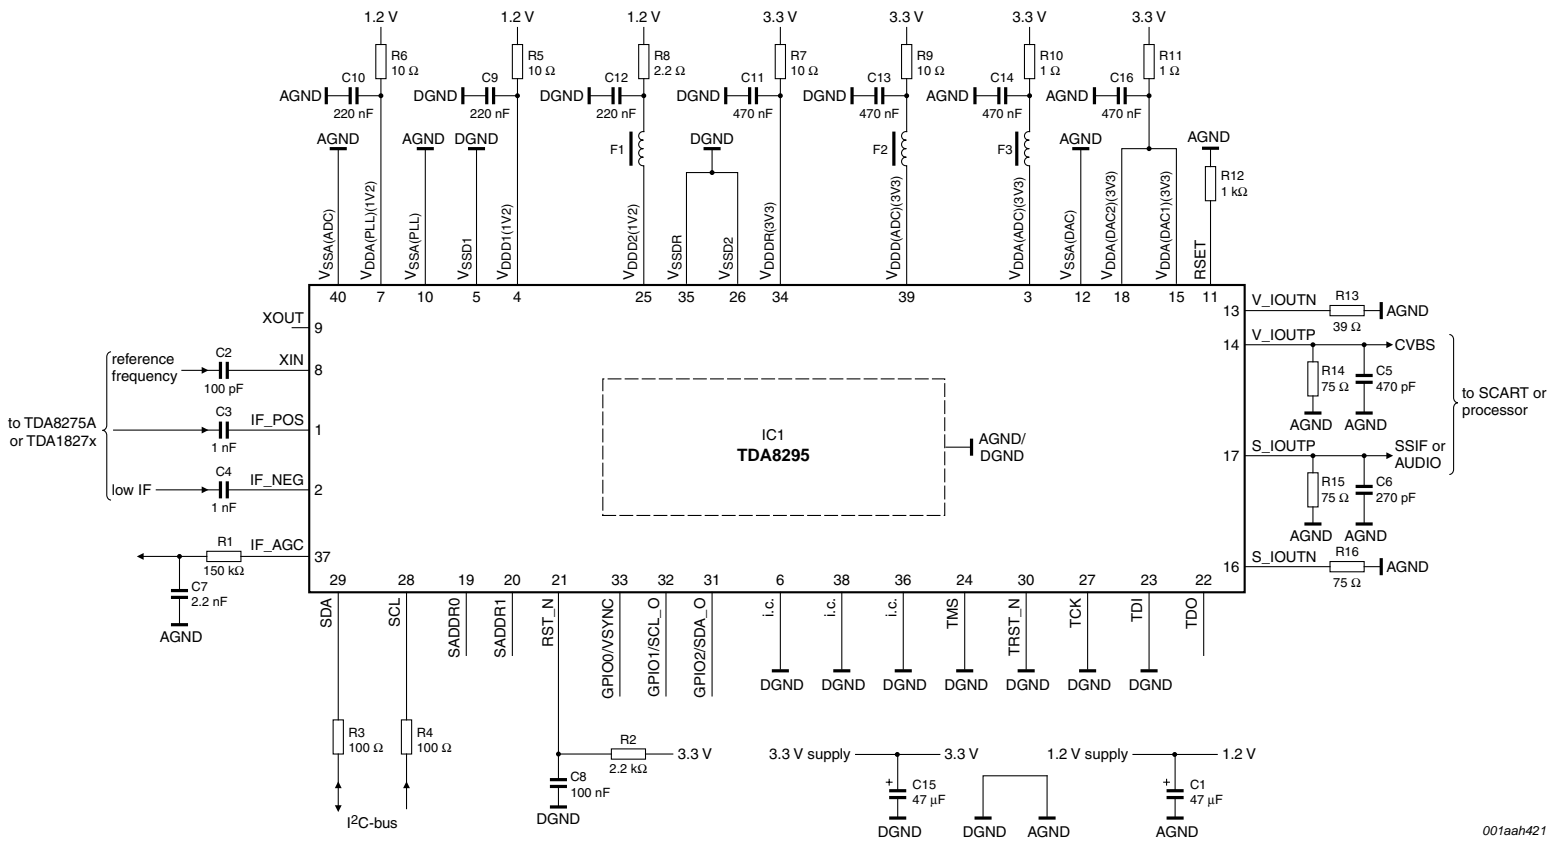 1.2 V 1.2 V 1.2 V 3.3 V 3.3 V 3.3 V 3.3 V
R6 10 Ω
R5 10 Ω
R8 2.2 Ω
R7 10 Ω
R9 10 Ω
R10 1 Ω
R11 1 Ω
AGND C10 220 nF
DGND C9 220 nF
DGND C12 220 nF
DGND C11 470 nF
DGND C13 470 nF
AGND C14 470 nF
AGND C16 470 nF
AGND AGND DGND F1 DGND F2 F3 AGND AGND
R12 1 kΩ
VSSA(ADC)
VDDA(PLL)(1V2)
VSSA(PLL)
VSSD1
VDDD1(1V2)
VDDD2(1V2)
VSSDR
VSSD2
VDDDR(3V3)
VDDD(ADC)(3V3)
VDDA(ADC)(3V3)
VSSA(DAC)
VDDA(DAC2)(3V3)
VDDA(DAC1)(3V3)
RSET
40 7 10 5 4 25 35 26 34 39 3 12 18 15 11
XOUT 9
reference frequency C2 100 pF XIN 8
to TDA8275A or TDA1827x
C3 1 nF IF_POS 1
low IF C4 1 nF IF_NEG 2
R1 150 kΩ IF_AGC 37
C7 2.2 nF
AGND
IC1
TDA8295
AGND/
DGND
13 V_IOUTN R13 39 Ω AGND
14 V_IOUTP CVBS
R14 75 Ω
C5 470 pF
AGND AGND
to SCART or
processor
17 S_IOUTP SSIF or
AUDIO
R15 75 Ω
C6 270 pF
AGND AGND
16 S_IOUTN R16 75 Ω AGND
29 28 19 20 21 33 32 31 6 38 36 24 30 27 23 22
SDA
SCL
SADDR0
SADDR1
RST_N
GPIO0/VSYNC
GPIO1/SCL_O
GPIO2/SDA_O
i.c.
i.c.
i.c.
TMS
TRST_N
TCK
TDI
TDO
DGND DGND DGND DGND DGND DGND DGND
R3 100 Ω
R4 100 Ω
I²C-bus
R2 2.2 kΩ 3.3 V
C8 100 nF
DGND
3.3 V supply 3.3 V
+ C15 47 μF
DGND
DGND AGND
1.2 V supply 1.2 V
+ C1 47 μF
AGND
001aah421